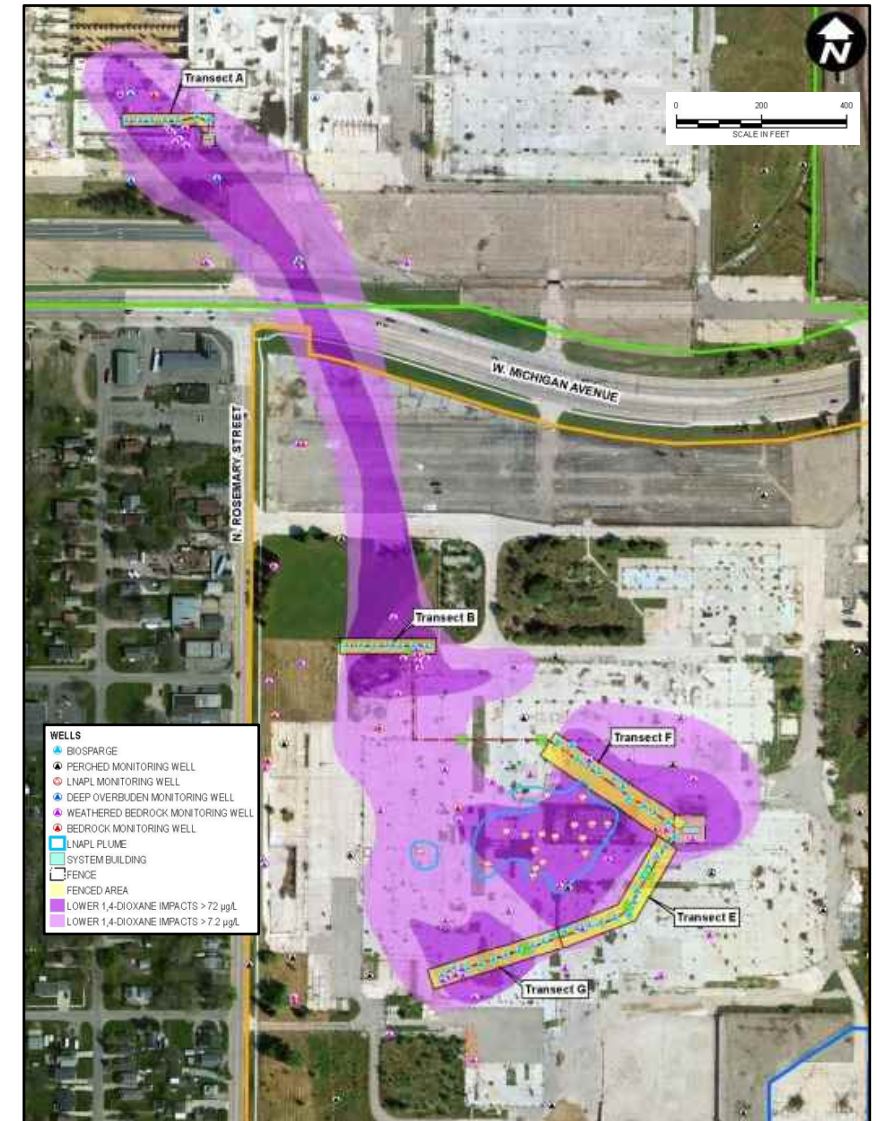 N
0 200 400
SCALE IN FEET
Transect A
W. MICHIGAN AVENUE
N. ROSEMARY STREET
Transect B
Transect F
Transect E
Transect G
WELLS
BIOSPARGE
PERCHED MONITORING WELL
LNAPL MONITORING WELL
DEEP OVERBUDEN MONITORING WELL
WEATHERED BEDROCK MONITORING WELL
BEDROCK MONITORING WELL
LNAPL PLUME
SYSTEM BUILDING
FENCE
FENCED AREA
LOWER 1,4-DIOXANE IMPACTS > 72 µg/L
LOWER 1,4-DIOXANE IMPACTS > 7.2 µg/L